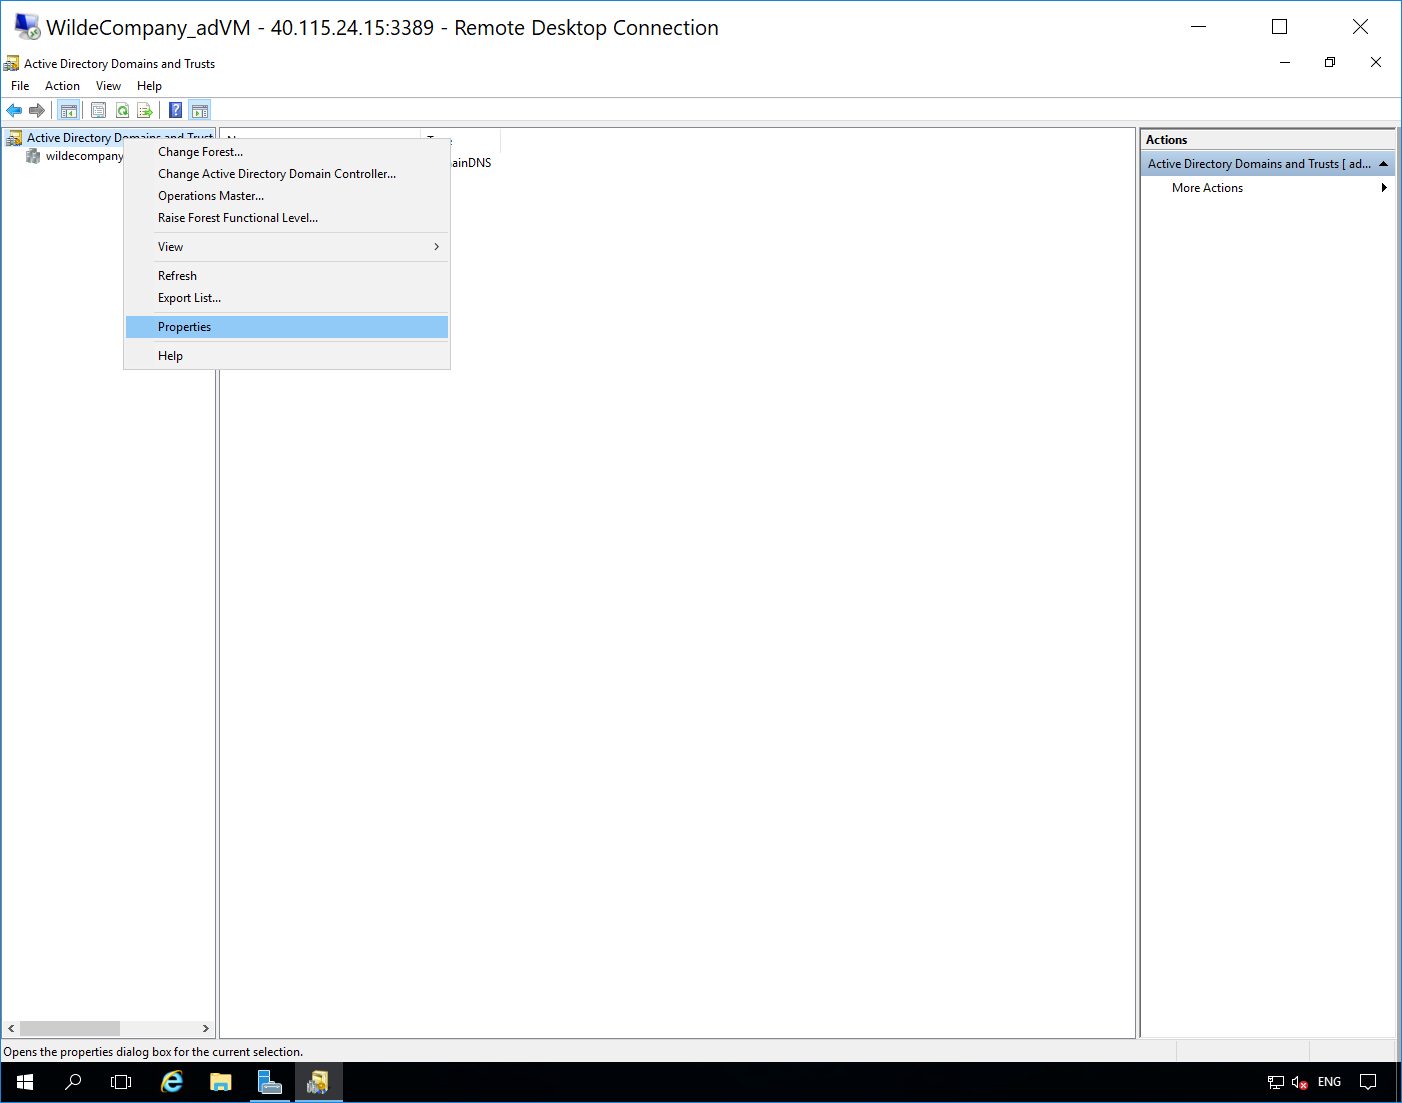 WildeCompany_adVM - 40.115.24.15:3389 - Remote Desktop Connection
Active Directory Domains and Trusts
File Action View Help
Active Directory Domains and Trust
wildecompany
Change Forest...
Change Active Directory Domain Controller...
Operations Master...
Raise Forest Functional Level...
View
Refresh
Export List...
Properties
Help
ainDNS
Actions
Active Directory Domains and Trusts [ ad...
More Actions
Opens the properties dialog box for the current selection.
ENG